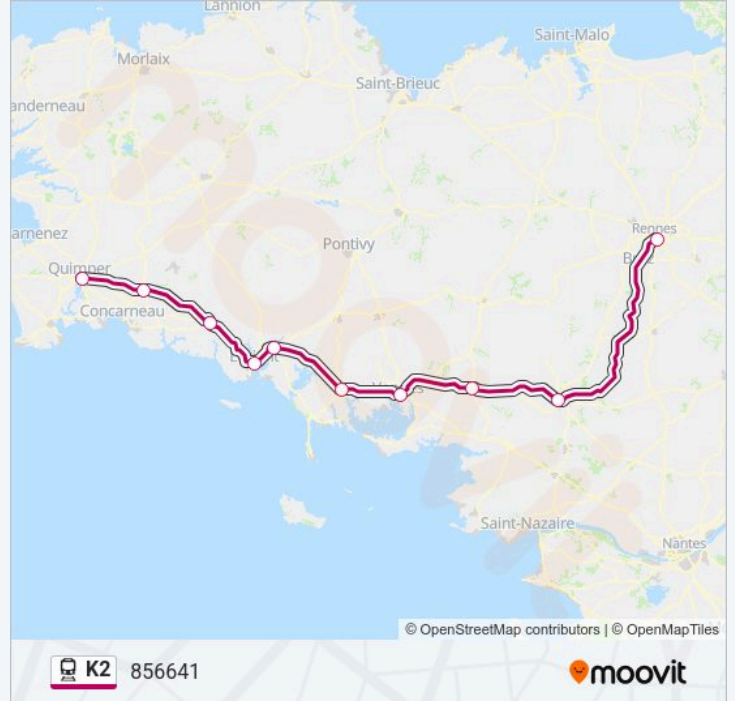 Lannion
Saint-Malo
Morlaix
Saint-Brieuc
anderneau
Rennes
arnenez
Pontivy
Quimper
Concarneau
Saint-Nazaire
Nantes
© OpenStreetMap contributors | © OpenMapTiles
K2 856641
moovit